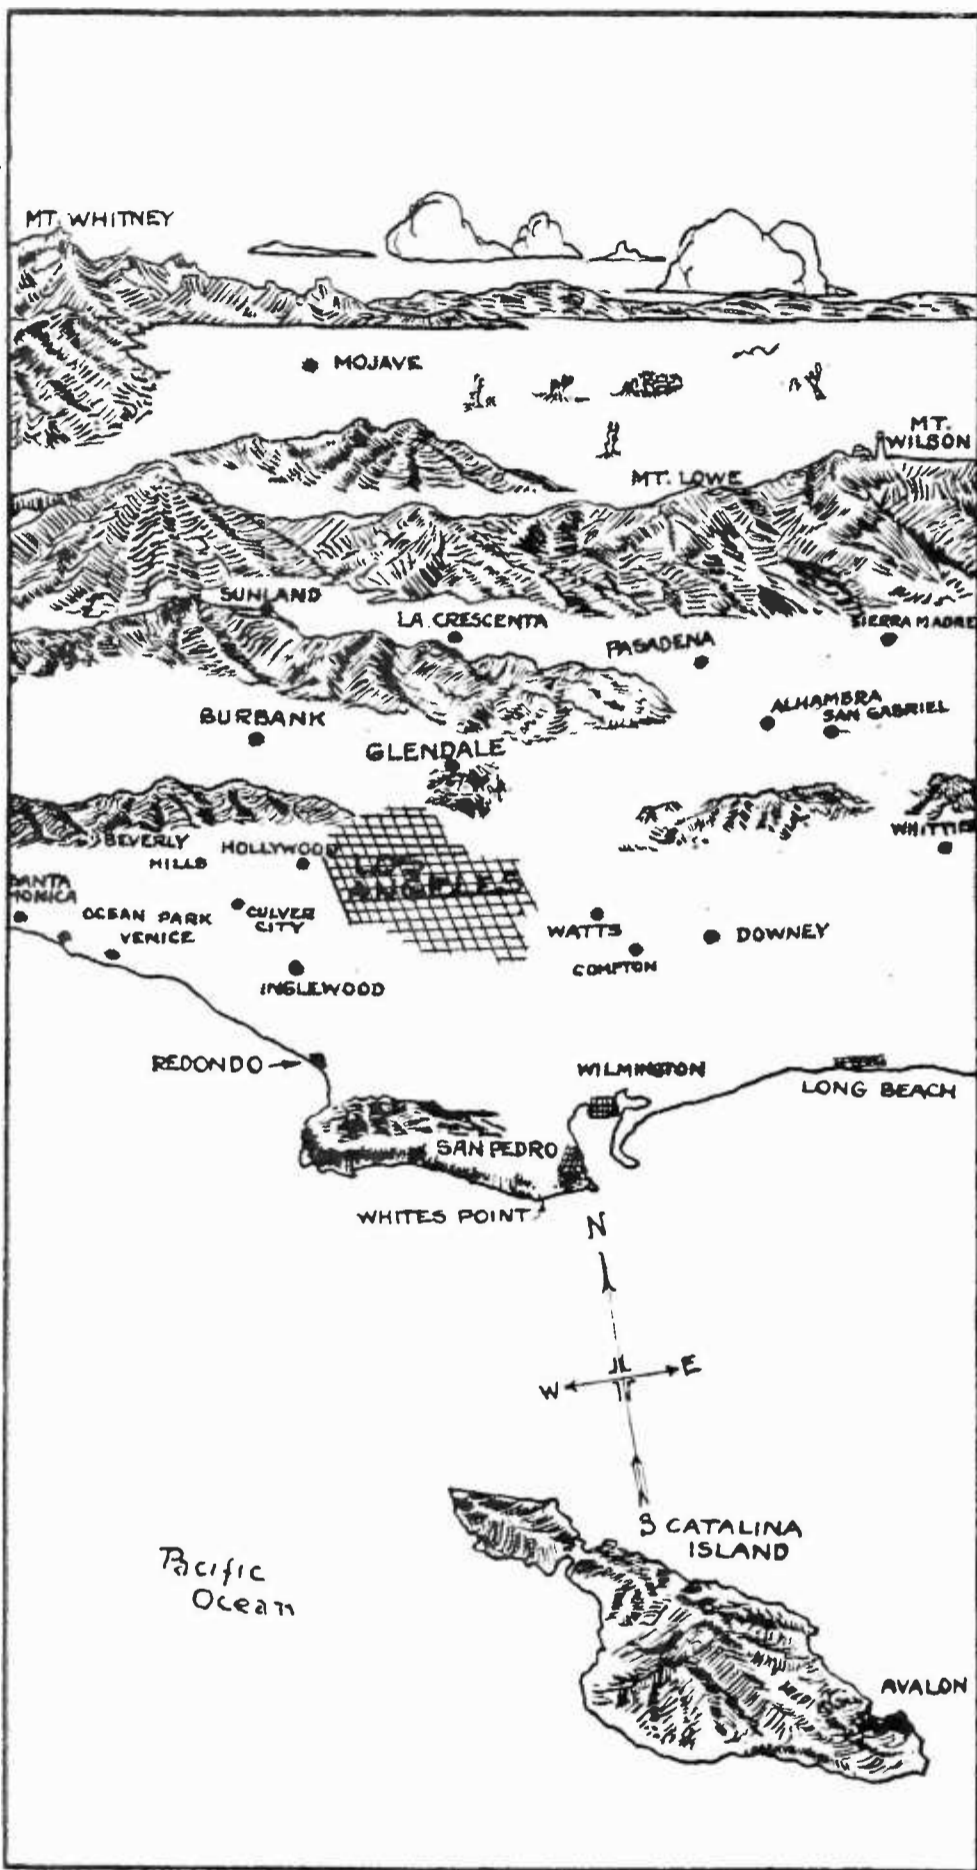 MT. WHITNEY
MOJAVE
MT.
WILSON
MT. LOWE
SUNLAND
LA CRESCENTA
PASADENA
SIERRA MADRE
BURBANK
ALHAMBRA
SAN GABRIEL
GLENDALE
BEVERLY
HILLS
HOLLYWOOD
LOS
ANGELES
WHITTIER
SANTA
MONICA
OCEAN PARK
VENICE
CULVER
CITY
WATTS
DOWNEY
COMPTON
INGLEWOOD
REDONDO
WILMINGTON
LONG BEACH
SAN PEDRO
WHITES POINT
N
W
E
S
CATALINA
ISLAND
Pacific
Ocean
AVALON